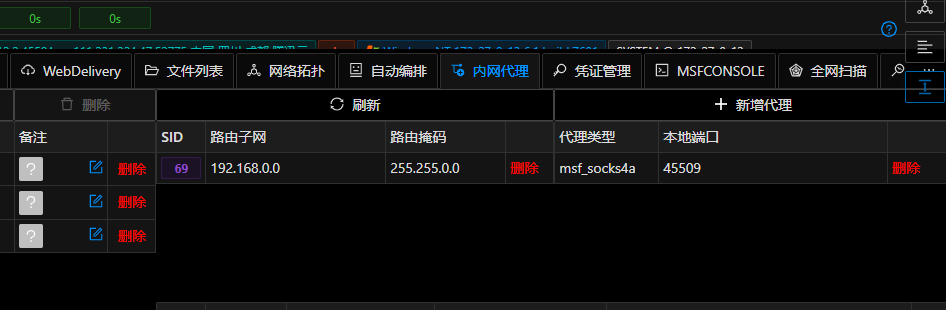 0s 0s
WebDelivery 文件列表 网络拓扑 自动编排 内网代理 凭证管理 MSFCONSOLE 全网扫描 ...
删除 刷新 新增代理
备注 SID 路由子网 路由掩码 代理类型 本地端口
? 删除 69 192.168.0.0 255.255.0.0 删除 msf_socks4a 45509 删除
? 删除
? 删除